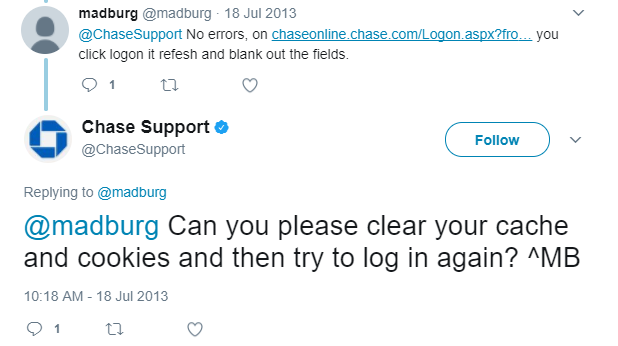 madburg @madburg · 18 Jul 2013
@ChaseSupport No errors, on chaseonline.chase.com/Logon.aspx?fro... you
click logon it refesh and blank out the fields.
1
Chase Support
@ChaseSupport
Follow
Replying to @madburg
@madburg Can you please clear your cache
and cookies and then try to log in again? ^MB
10:18 AM - 18 Jul 2013
1